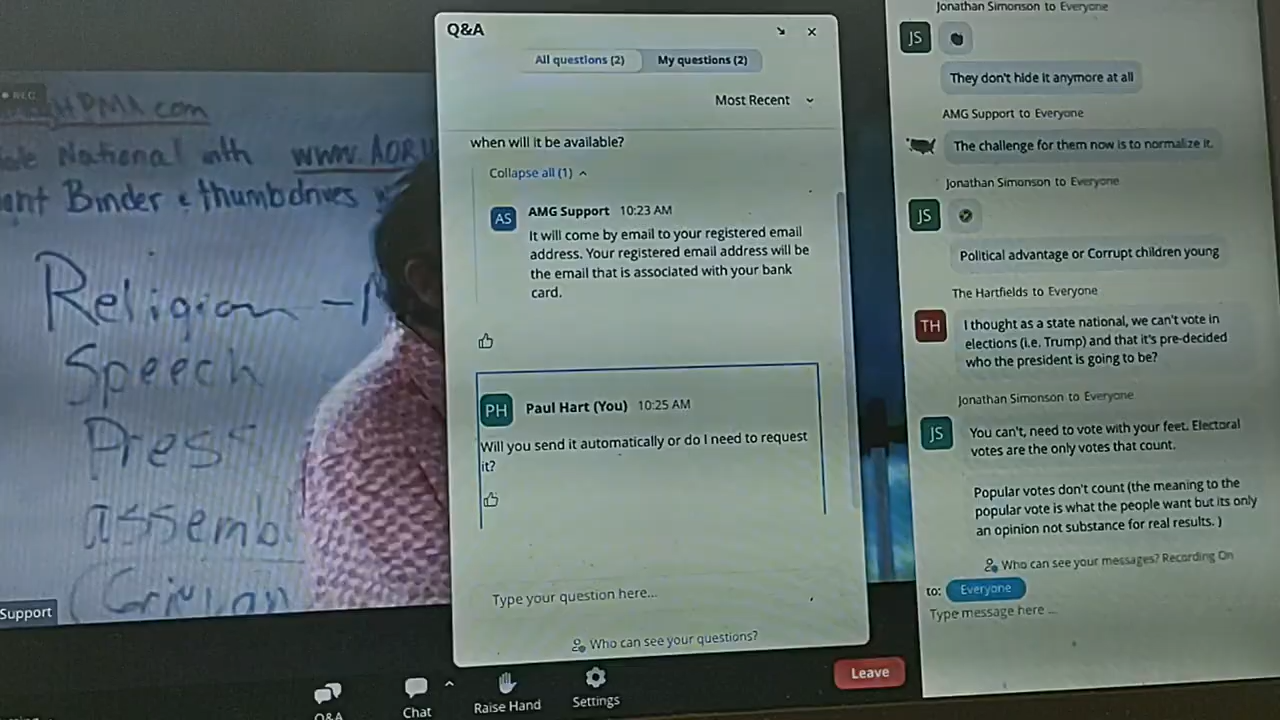 REC
HPMA.com
National with www.AORU
Binder & thumbdrives
Religion -
Speech
Press
assemb
Support
Q&A
All questions (2)
My questions (2)
Most Recent
when will it be available?
Collapse all (1)
AS
AMG Support 10:23 AM
It will come by email to your registered email
address. Your registered email address will be
the email that is associated with your bank
card.
PH
Paul Hart (You) 10:25 AM
Will you send it automatically or do I need to request
it?
Type your question here...
Who can see your questions?
Q&A
Chat
Raise Hand
Settings
Leave
Jonathan Simonson to Everyone
JS
They don't hide it anymore at all
AMG Support to Everyone
The challenge for them now is to normalize it.
Jonathan Simonson to Everyone
JS
Political advantage or Corrupt children young
The Hartfields to Everyone
TH
I thought as a state national, we can't vote in
elections (i.e. Trump) and that it's pre-decided
who the president is going to be?
Jonathan Simonson to Everyone
JS
You can't, need to vote with your feet. Electoral
votes are the only votes that count.
Popular votes don't count (the meaning to the
popular vote is what the people want but its only
an opinion not substance for real results. )
Who can see your messages? Recording On
to: Everyone
Type message here ...